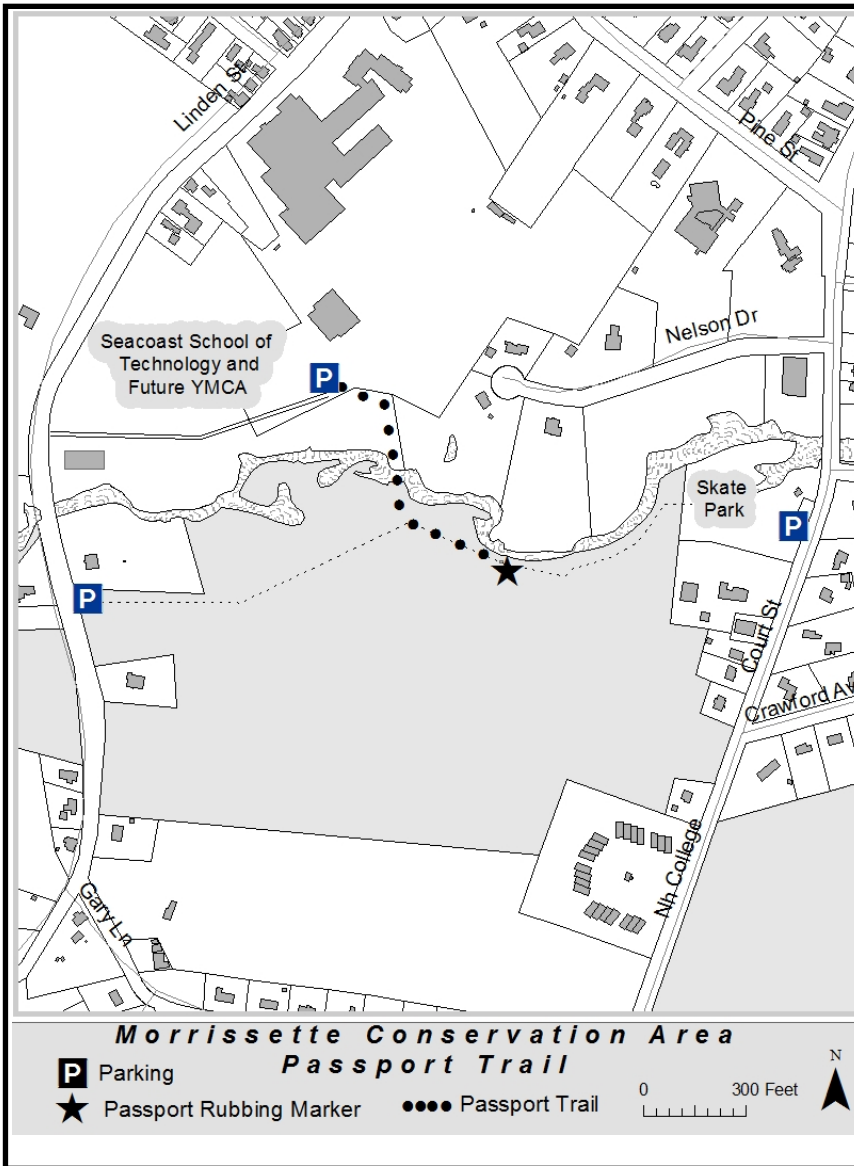 Linden St
Pine St
Nelson Dr
Seacoast School of
Technology and
Future YMCA
P
Skate
Park
P
P
Court St
Crawford Av
Nh College
Gary Ln
Morrissette Conservation Area
Passport Trail
P Parking
Passport Rubbing Marker
Passport Trail
0 300 Feet
N